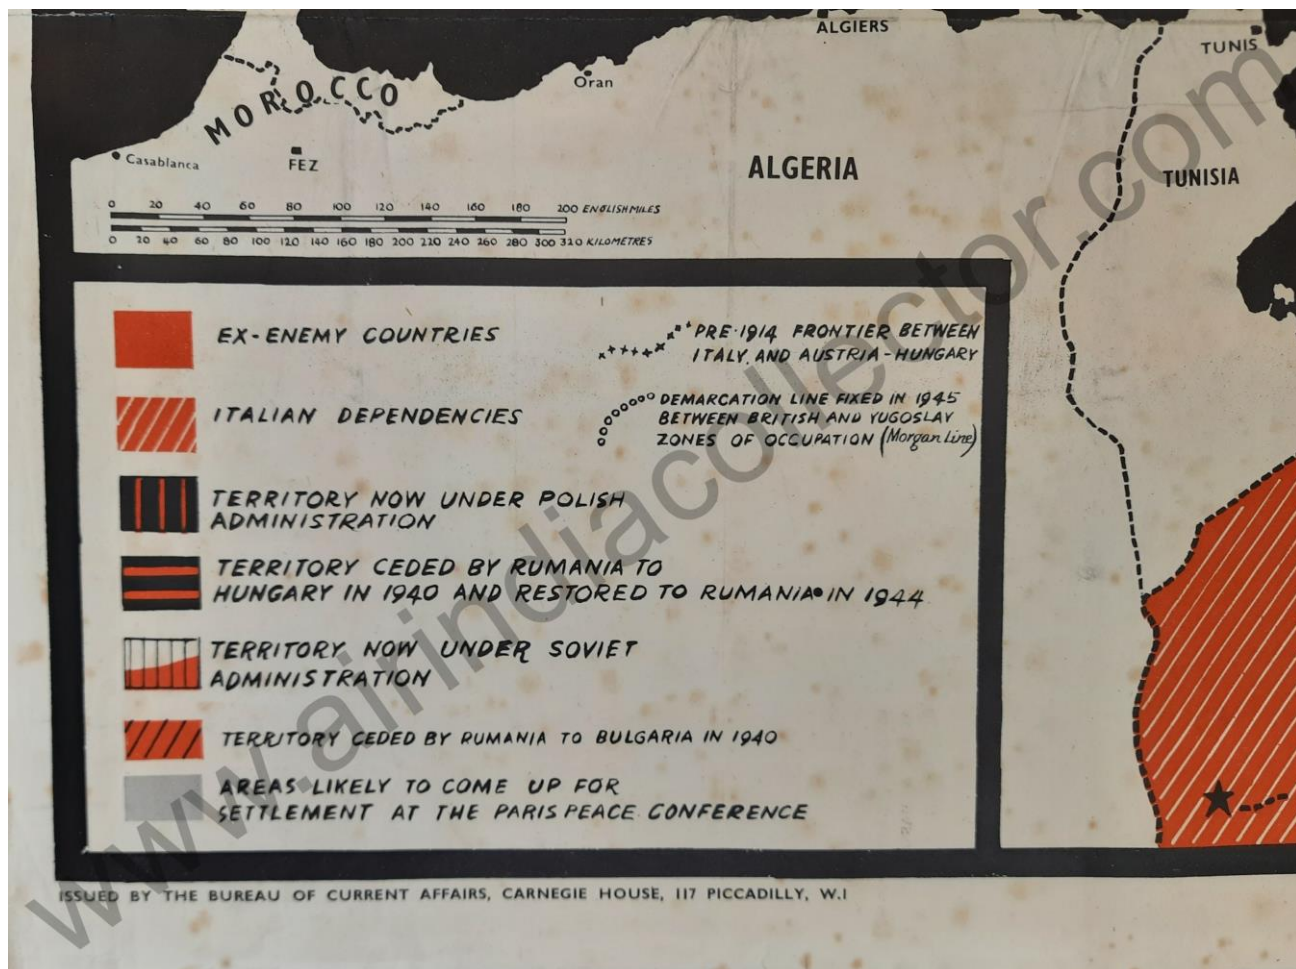 ALGIERS
TUNIS
Oran
MOROCCO
Casablanca
FEZ
ALGERIA
TUNISIA
0 20 40 60 80 100 120 140 160 180 200 ENGLISH MILES
0 20 40 60 80 100 120 140 160 180 200 220 240 260 280 300 320 KILOMETRES
EX-ENEMY COUNTRIES
ITALIAN DEPENDENCIES
TERRITORY NOW UNDER POLISH
ADMINISTRATION
TERRITORY CEDED BY RUMANIA TO
HUNGARY IN 1940 AND RESTORED TO RUMANIA IN 1944
TERRITORY NOW UNDER SOVIET
ADMINISTRATION
TERRITORY CEDED BY RUMANIA TO BULGARIA IN 1940
AREAS LIKELY TO COME UP FOR
SETTLEMENT AT THE PARIS PEACE CONFERENCE
PRE-1914 FRONTIER BETWEEN
ITALY AND AUSTRIA-HUNGARY
DEMARCATION LINE FIXED IN 1945
BETWEEN BRITISH AND YUGOSLAV
ZONES OF OCCUPATION (Morgan Line)
ISSUED BY THE BUREAU OF CURRENT AFFAIRS, CARNEGIE HOUSE, 117 PICCADILLY, W.1
www.airindiacollector.com